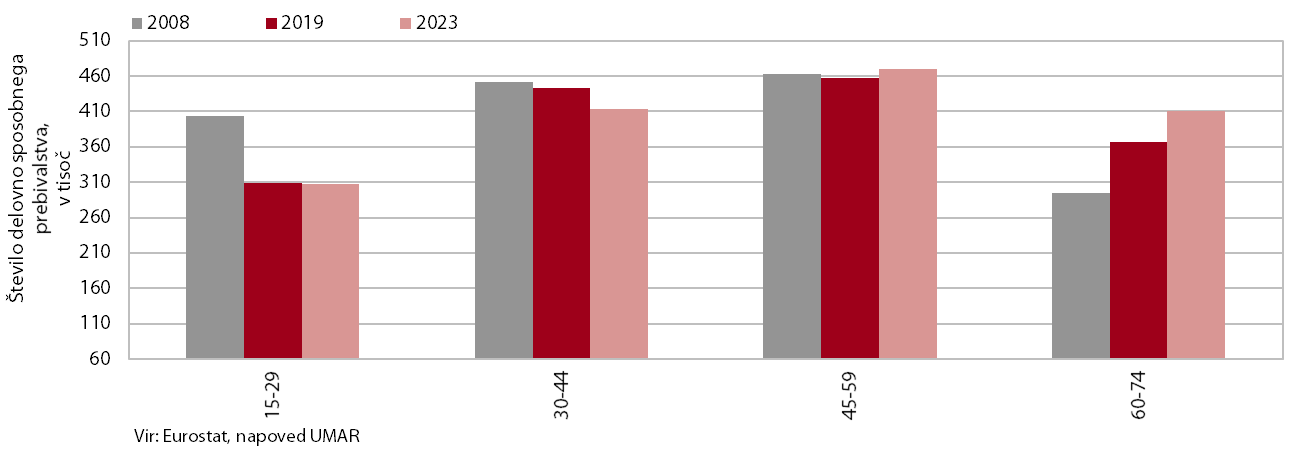 2008 2019 2023
Število delovno sposobnega
prebivalstva,
v tisoč
510
460
410
360
310
260
210
160
110
60
15-29
30-44
45-59
60-74
Vir: Eurostat, napoved UMAR